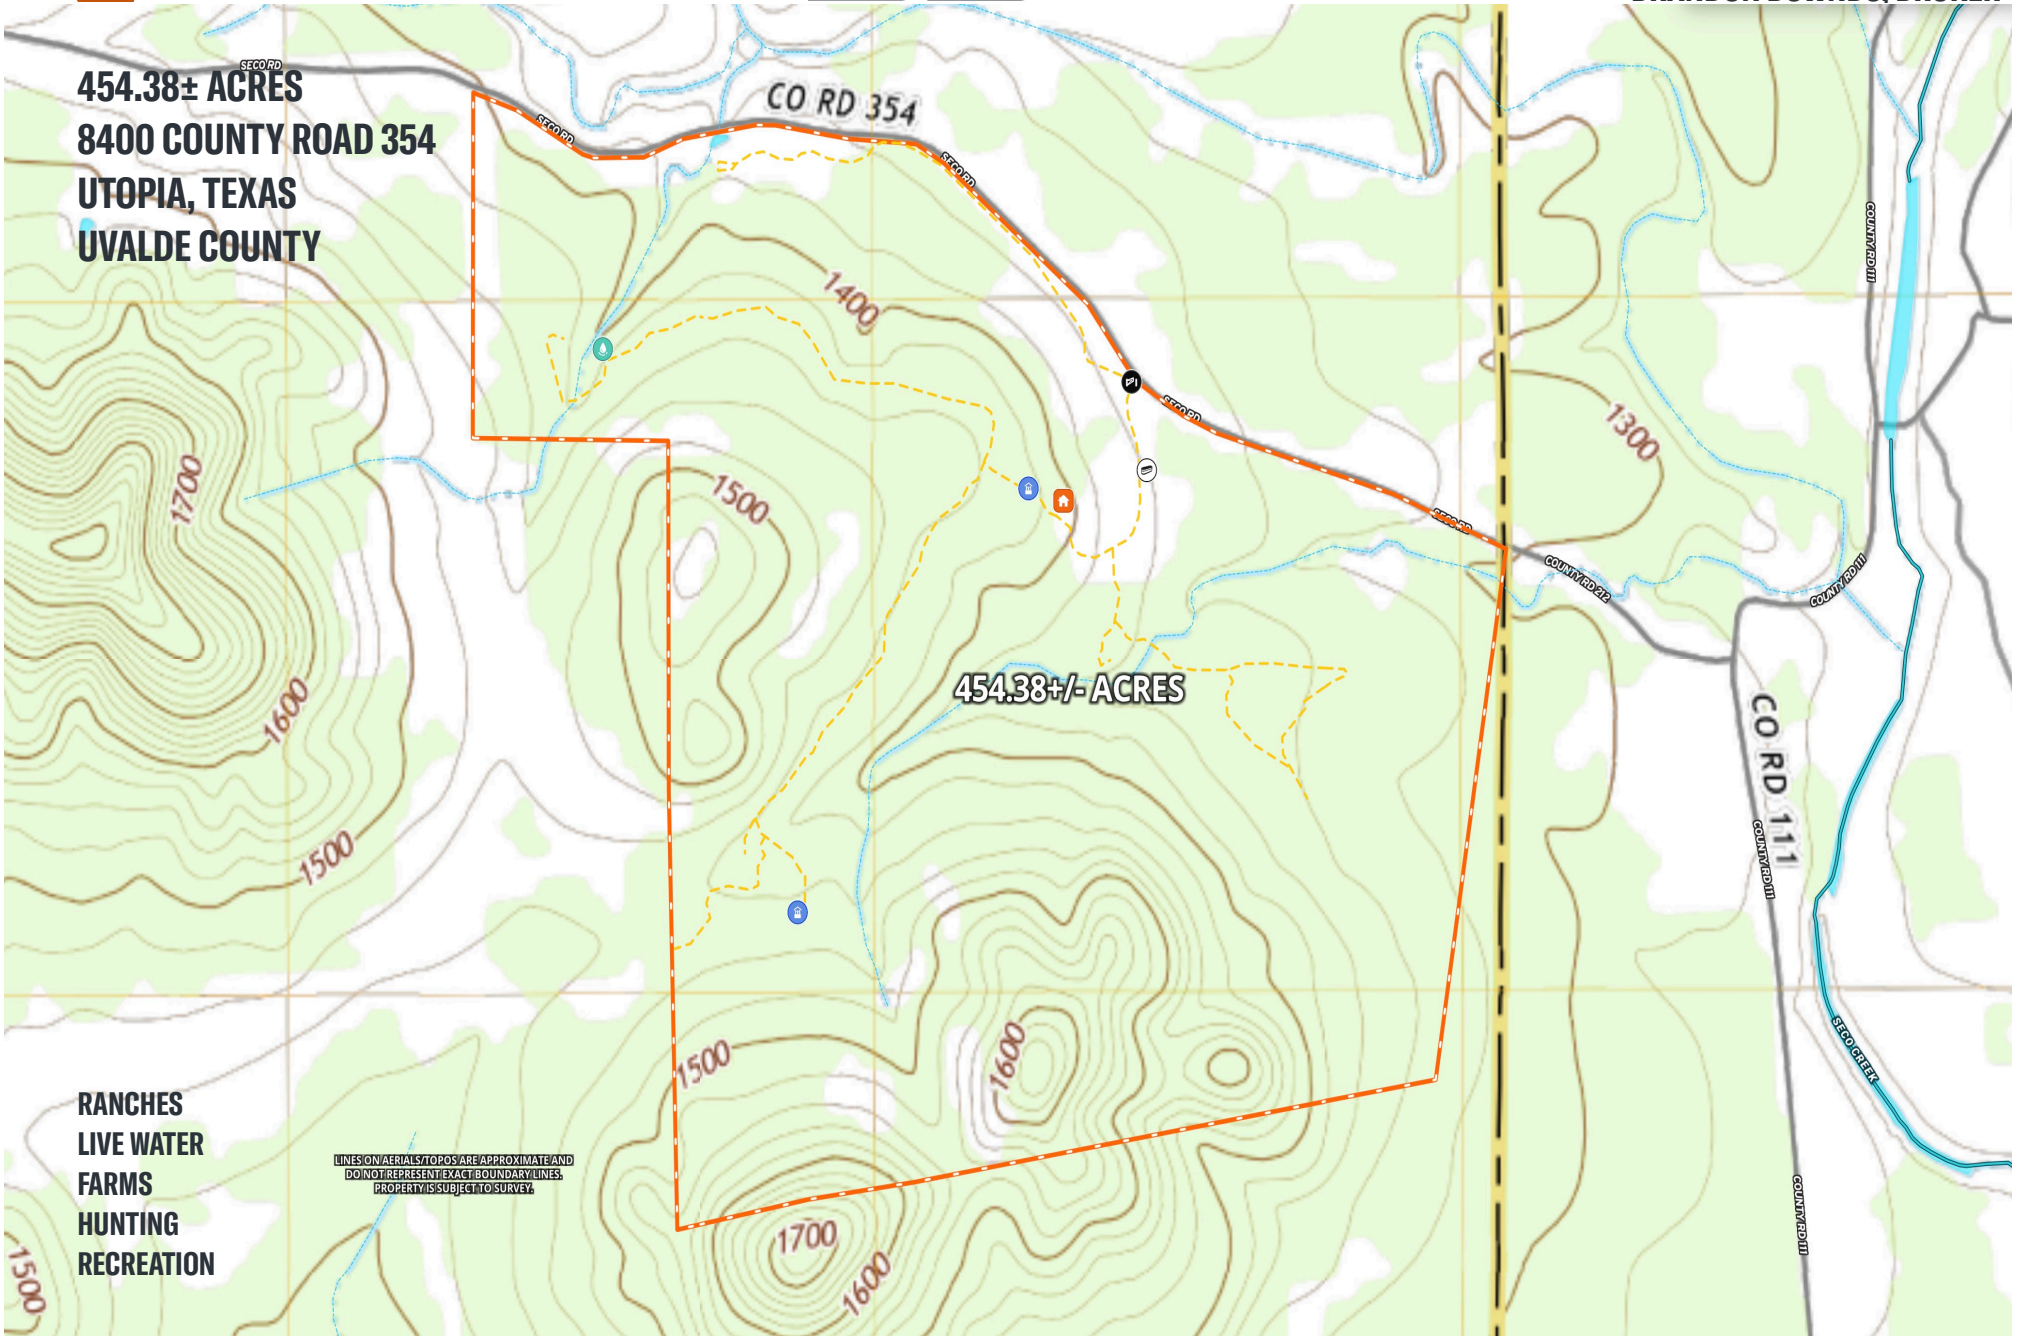 SECO RD
454.38± ACRES
8400 COUNTY ROAD 354
UTOPIA, TEXAS
UVALDE COUNTY
CO RD 354
SECO RD
SECO RD
COUNTY RD 111
1400
SECO RD
1300
1700
1500
SECO RD
COUNTY RD 212
COUNTY RD 111
1600
454.38+/- ACRES
CO RD 111
1500
COUNTY RD 111
1600
1500
SECO CREEK
RANCHES
LIVE WATER
FARMS
HUNTING
RECREATION
LINES ON AERIALS/TOPOS ARE APPROXIMATE AND
DO NOT REPRESENT EXACT BOUNDARY LINES.
PROPERTY IS SUBJECT TO SURVEY.
COUNTY RD 111
1700
1600
1500